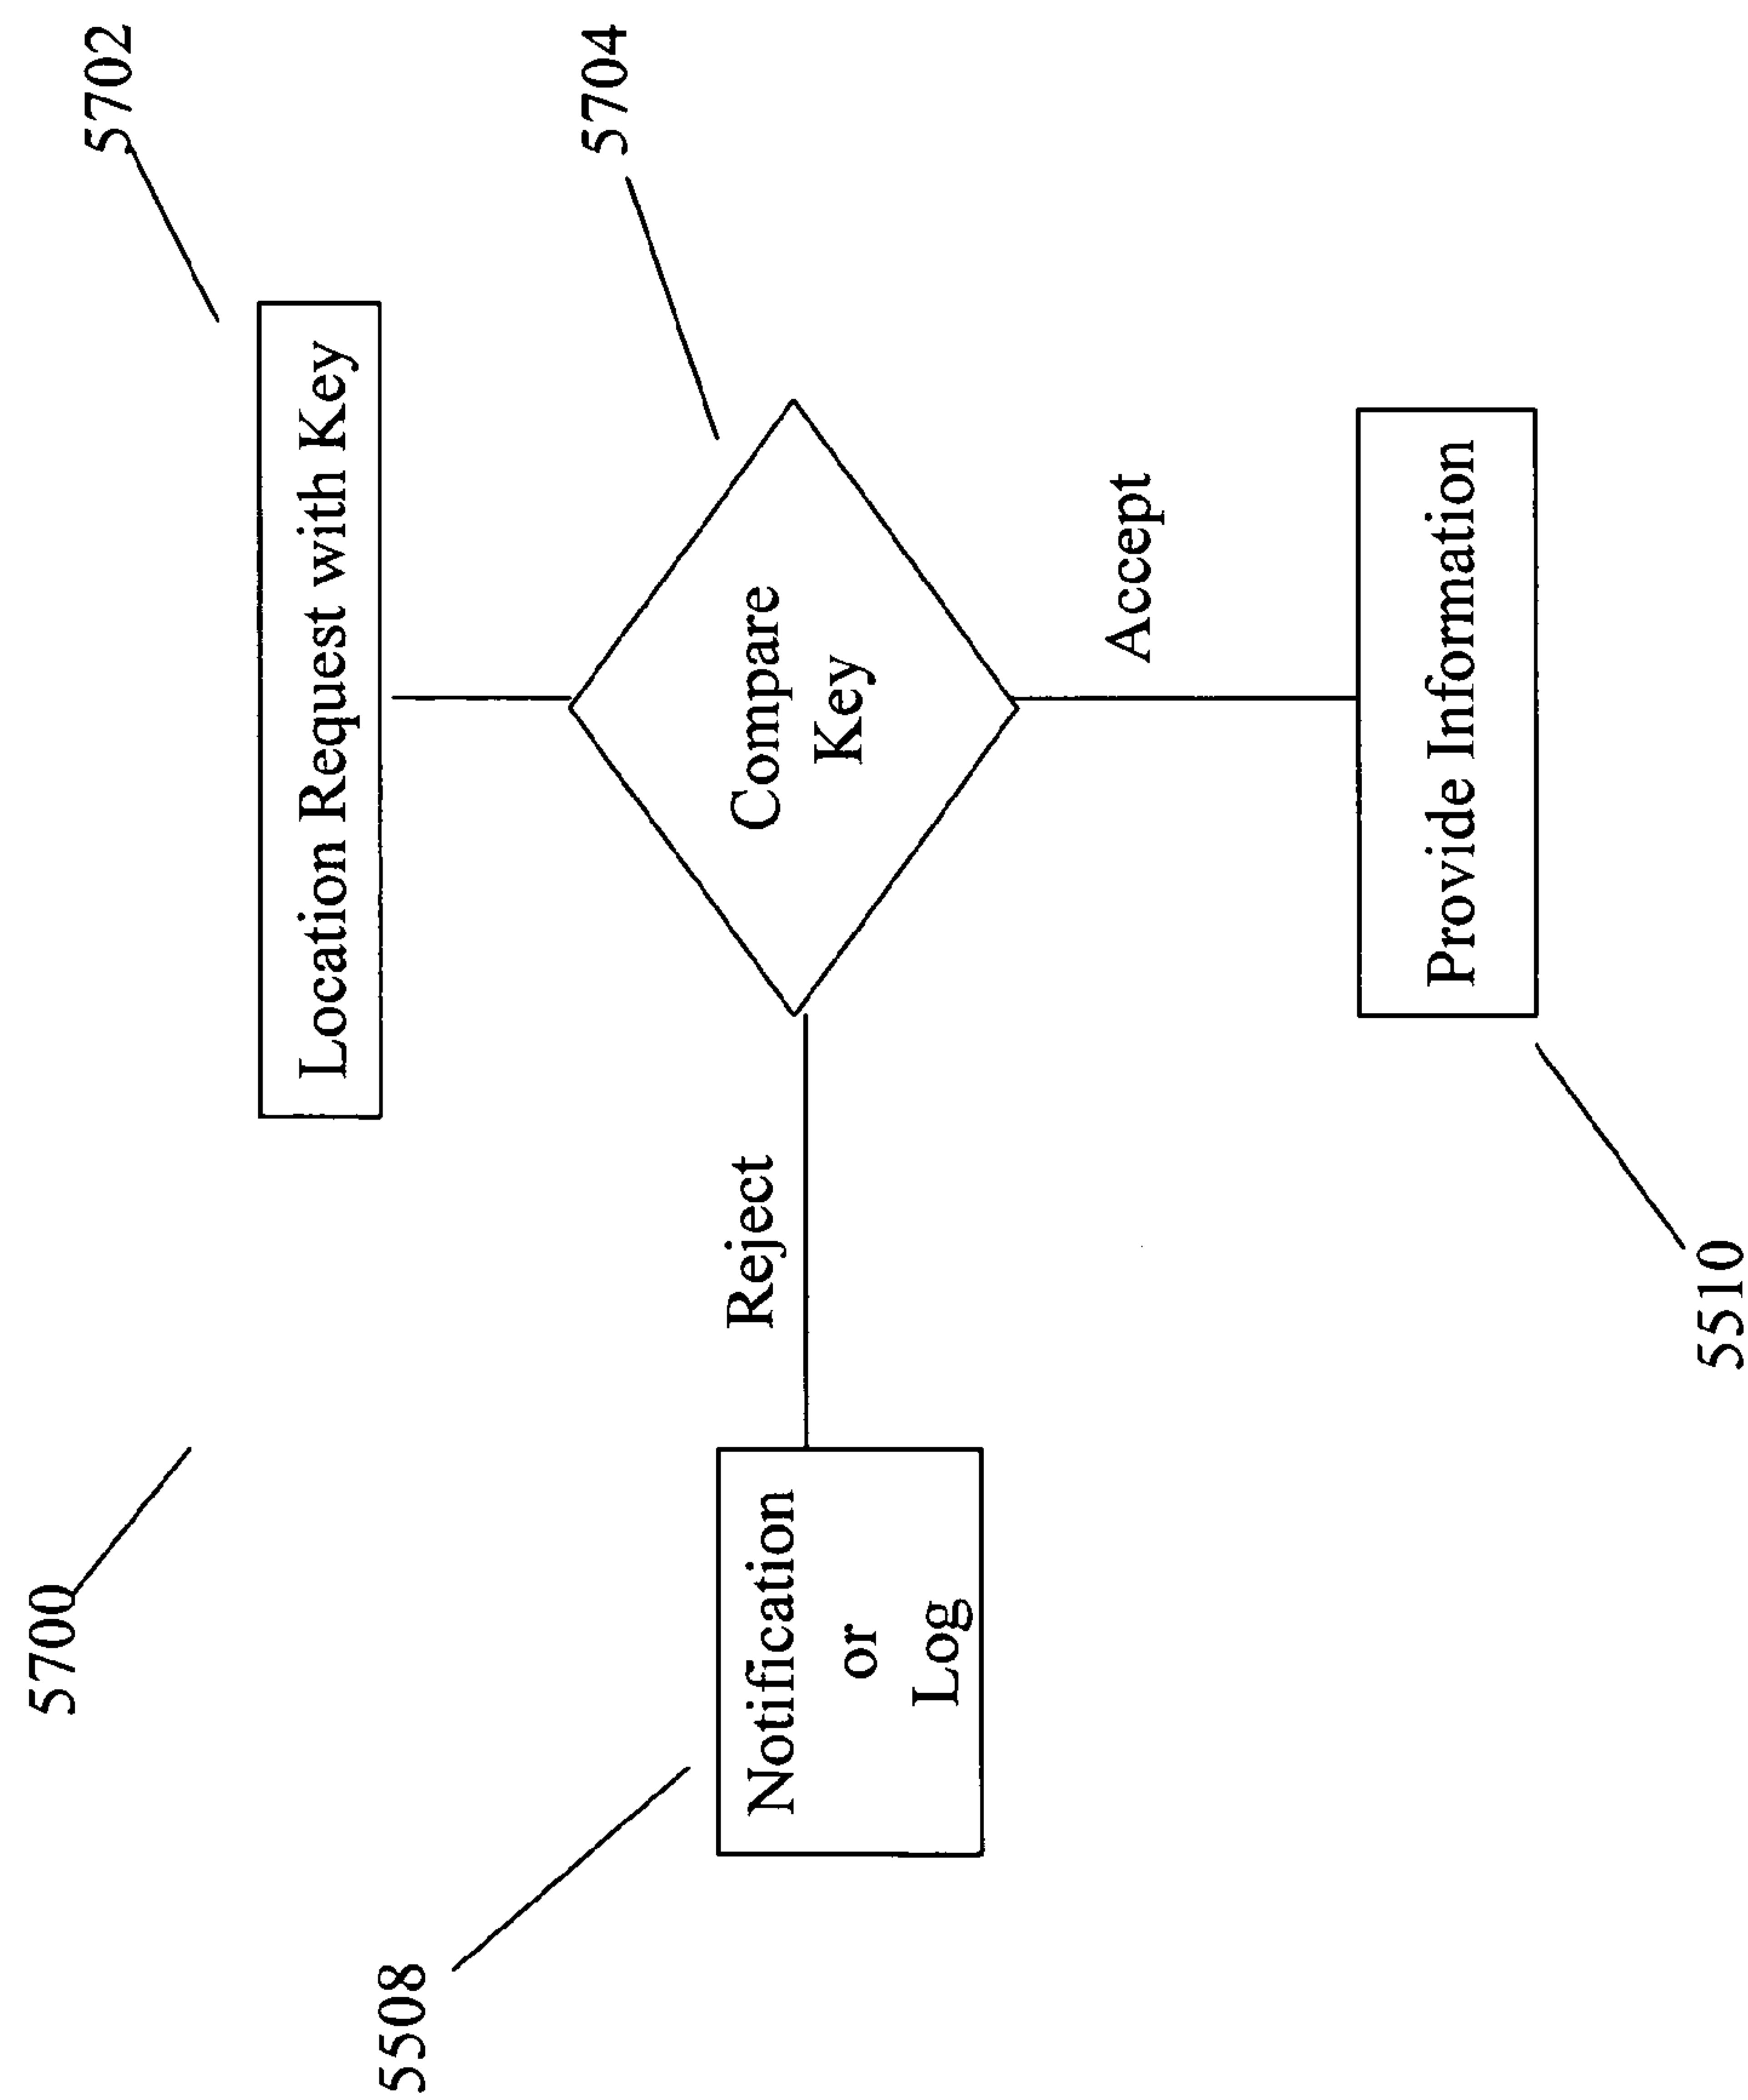 5700
5702
Location Request with Key
5704
Compare
Key
Reject
5508
Notification
or
Log
Accept
Provide Information
5510